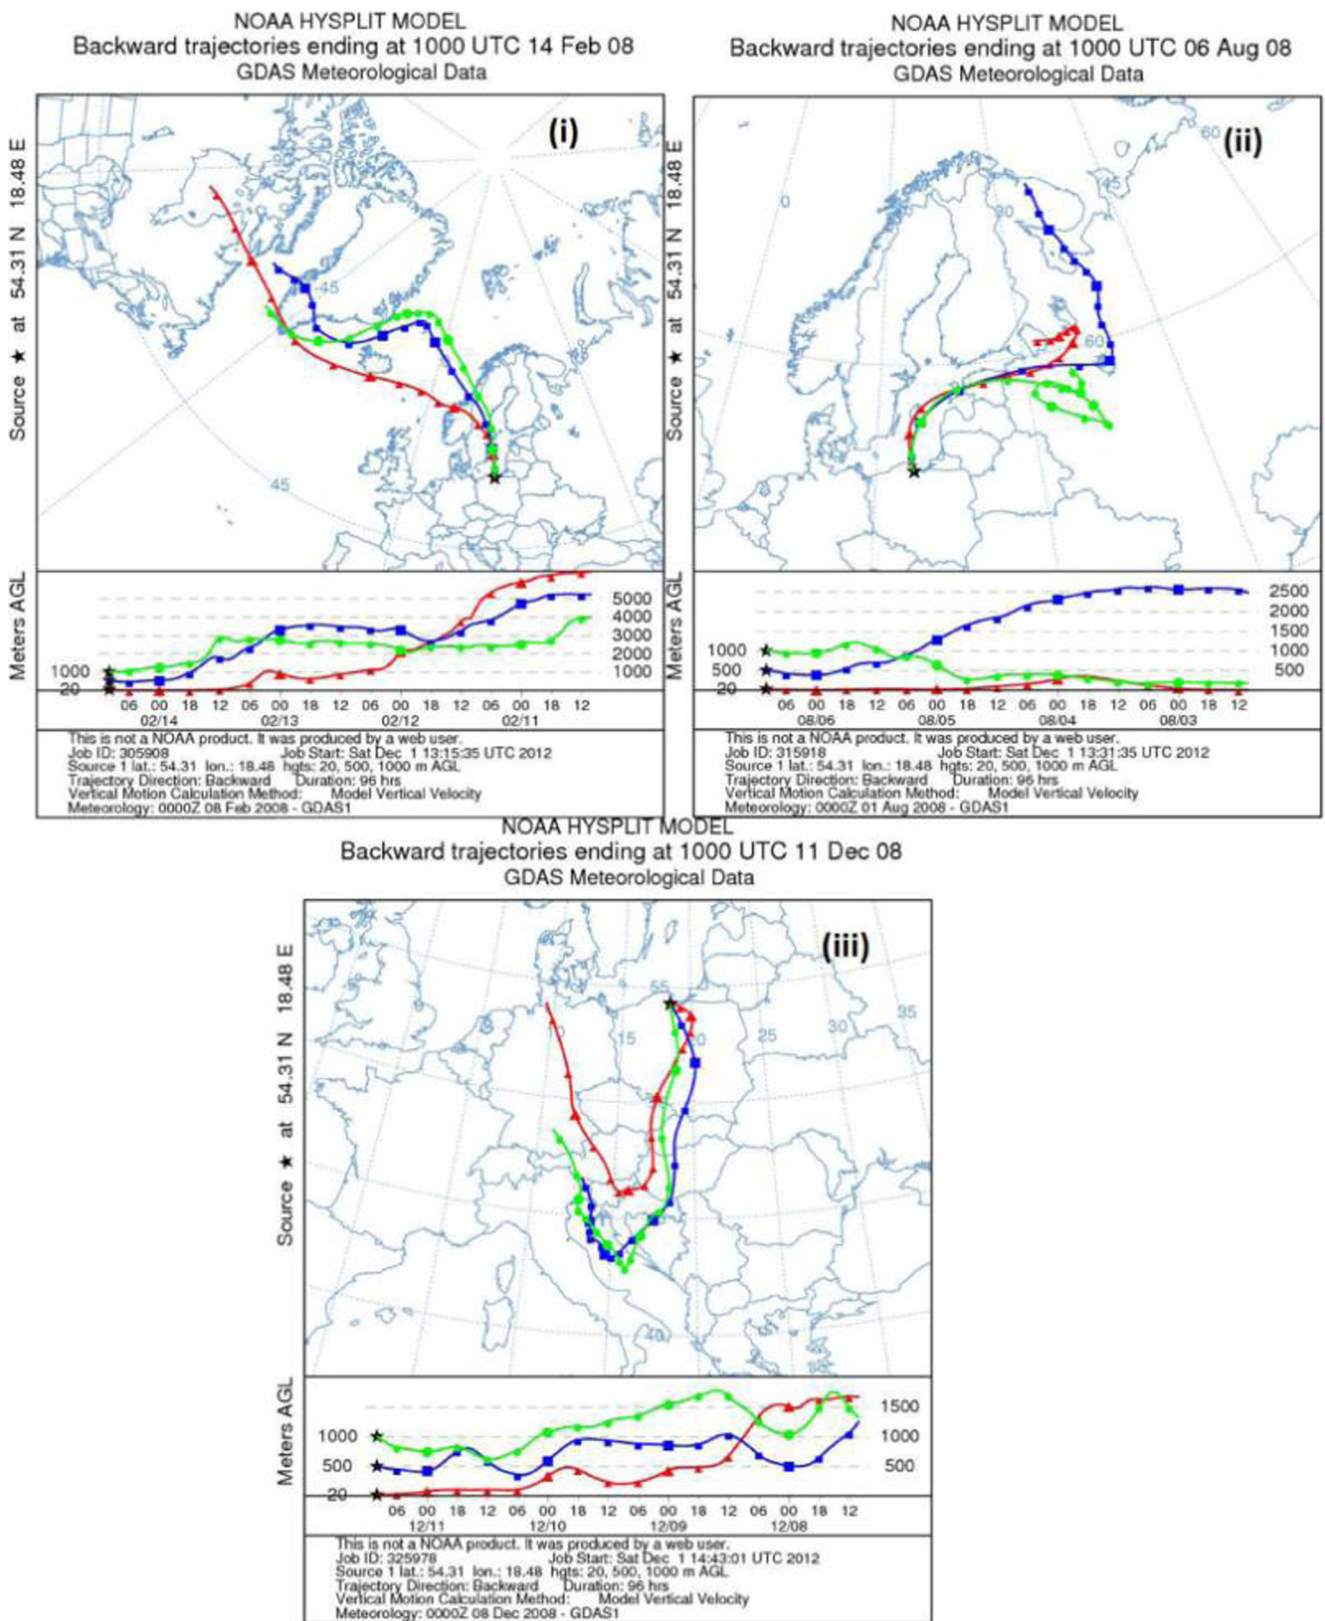 NOAA HYSPLIT MODEL
Backward trajectories ending at 1000 UTC 14 Feb 08
GDAS Meteorological Data
(i)
Source ★ at 54.31 N 18.48 E
45
45
Meters AGL
5000
4000
3000
2000
1000
1000
20
06 00 18 12 06 00 18 12 06 00 18 12 06 00 18 12
02/14 02/13 02/12 02/11
This is not a NOAA product. It was produced by a web user.
Job ID: 305908 Job Start: Sat Dec 1 13:15:35 UTC 2012
Source 1 lat.: 54.31 lon.: 18.48 hgts: 20, 500, 1000 m AGL
Trajectory Direction: Backward Duration: 96 hrs
Vertical Motion Calculation Method: Model Vertical Velocity
Meteorology: 0000Z 08 Feb 2008 - GDAS1
NOAA HYSPLIT MODEL
Backward trajectories ending at 1000 UTC 06 Aug 08
GDAS Meteorological Data
(ii)
Source ★ at 54.31 N 18.48 E
60
45
0
30
60
Meters AGL
2500
2000
1500
1000
500
1000
500
20
06 00 18 12 06 00 18 12 06 00 18 12 06 00 18 12
08/06 08/05 08/04 08/03
This is not a NOAA product. It was produced by a web user.
Job ID: 315918 Job Start: Sat Dec 1 13:31:35 UTC 2012
Source 1 lat.: 54.31 lon.: 18.48 hgts: 20, 500, 1000 m AGL
Trajectory Direction: Backward Duration: 96 hrs
Vertical Motion Calculation Method: Model Vertical Velocity
Meteorology: 0000Z 01 Aug 2008 - GDAS1
NOAA HYSPLIT MODEL
Backward trajectories ending at 1000 UTC 11 Dec 08
GDAS Meteorological Data
(iii)
Source ★ at 54.31 N 18.48 E
55
35
30
25
20
15
40
Meters AGL
1500
1000
500
1000
500
20
06 00 18 12 06 00 18 12 06 00 18 12 06 00 18 12
12/11 12/10 12/09 12/08
This is not a NOAA product. It was produced by a web user.
Job ID: 325978 Job Start: Sat Dec 1 14:43:01 UTC 2012
Source 1 lat.: 54.31 lon.: 18.48 hgts: 20, 500, 1000 m AGL
Trajectory Direction: Backward Duration: 96 hrs
Vertical Motion Calculation Method: Model Vertical Velocity
Meteorology: 0000Z 08 Dec 2008 - GDAS1